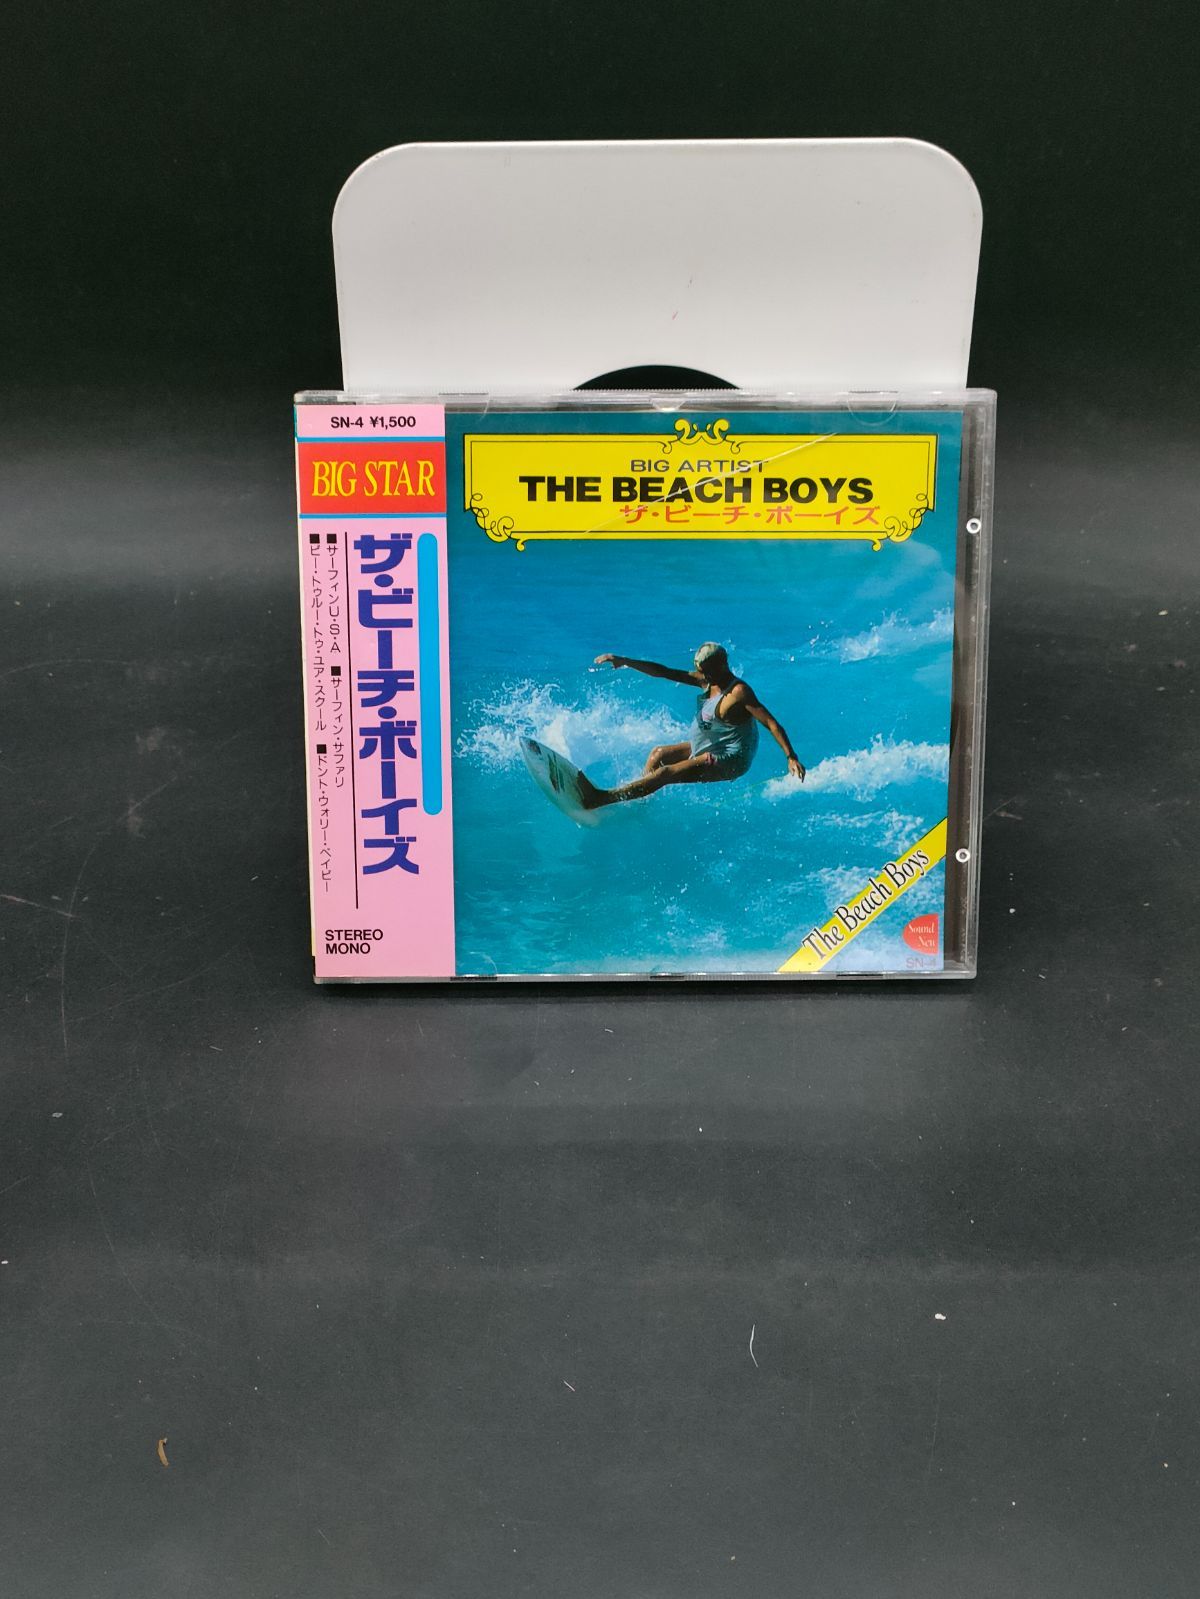 SN-4 ¥1,500
BIG STAR
ザ・ビーチ・ボーイズ
■サーフィンU・S・A ■サーフィン・サファリ
■ビー・トゥルー・トゥ・ユア・スクール ■ドント・ウォリー・ベイビー
STEREO
MONO
BIG ARTIST
THE BEACH BOYS
ザ・ビーチ・ボーイズ
The Beach Boys
Sound
Neu
SN-4